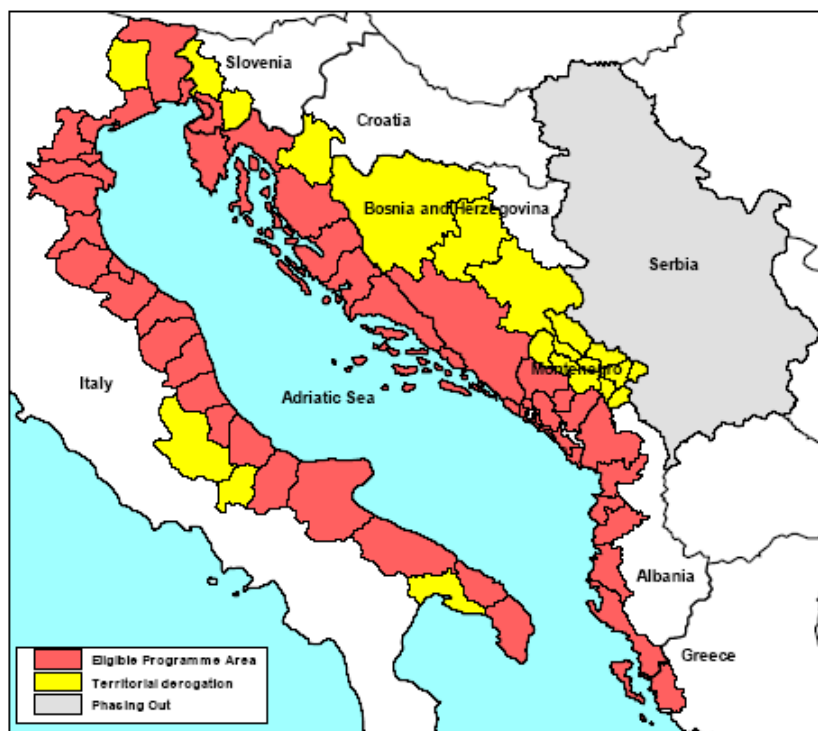 Slovenia
Croatia
Bosnia and Herzegovina
Serbia
Italy
Montenegro
Adriatic Sea
Albania
Greece
Eligible Programme Area
Territorial derogation
Phasing Out